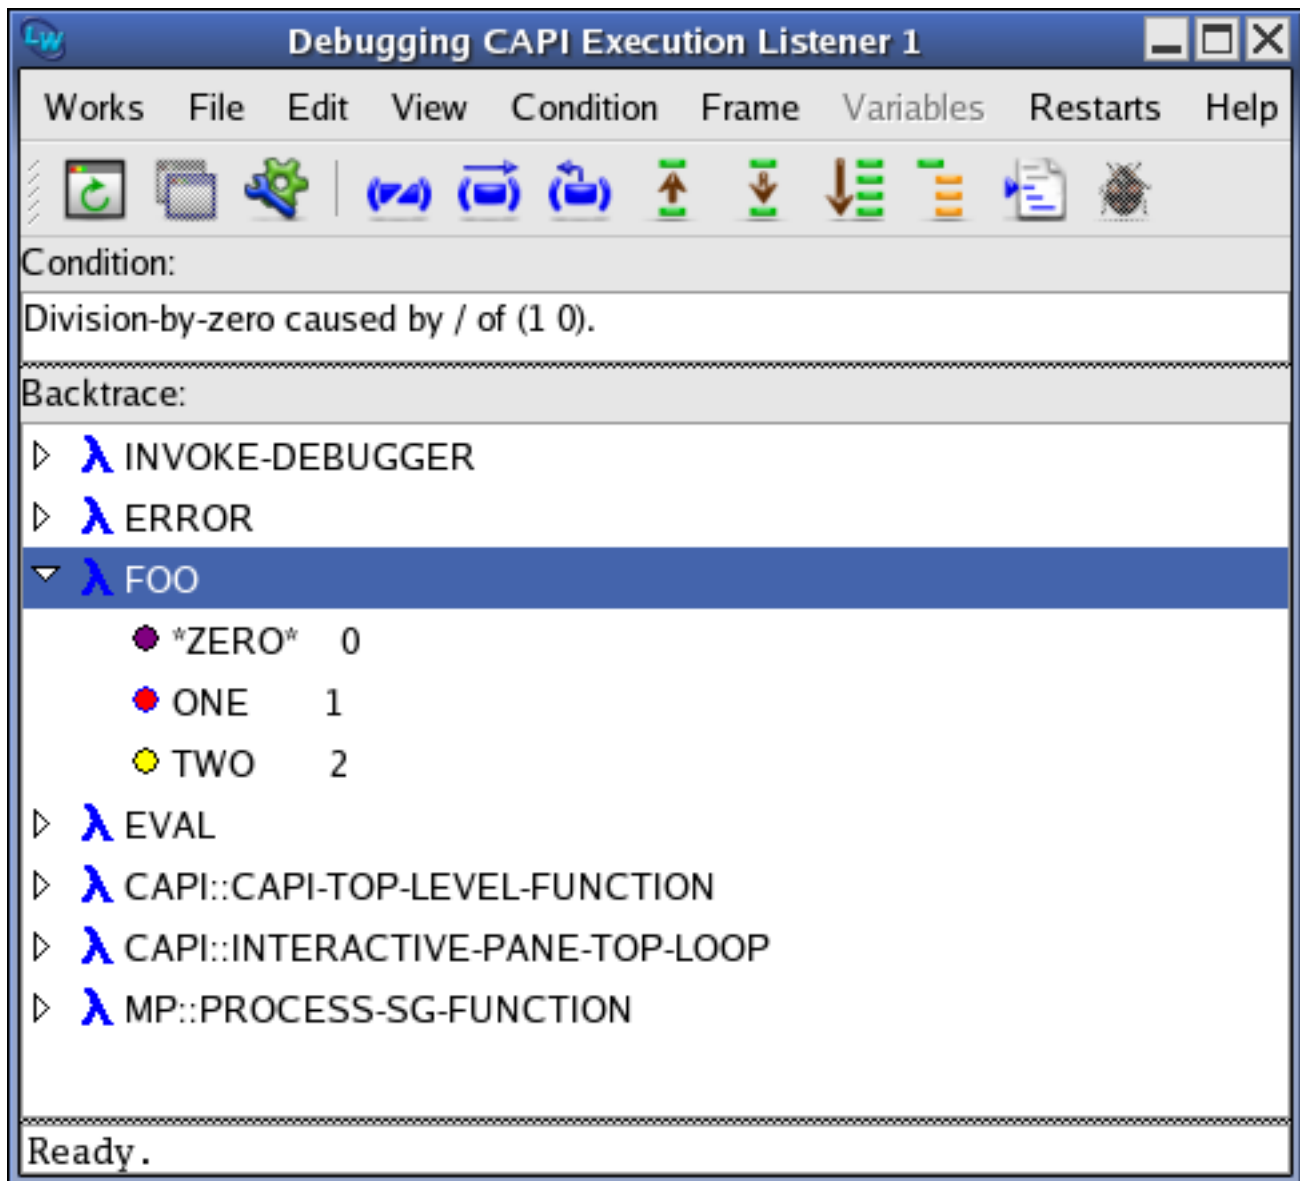 LW Debugging CAPI Execution Listener 1
Works File Edit View Condition Frame Variables Restarts Help
Condition:
Division-by-zero caused by / of (1 0).
Backtrace:
λ INVOKE-DEBUGGER
λ ERROR
λ FOO
*ZERO* 0
ONE 1
TWO 2
λ EVAL
λ CAPI::CAPI-TOP-LEVEL-FUNCTION
λ CAPI::INTERACTIVE-PANE-TOP-LOOP
λ MP::PROCESS-SG-FUNCTION
Ready.